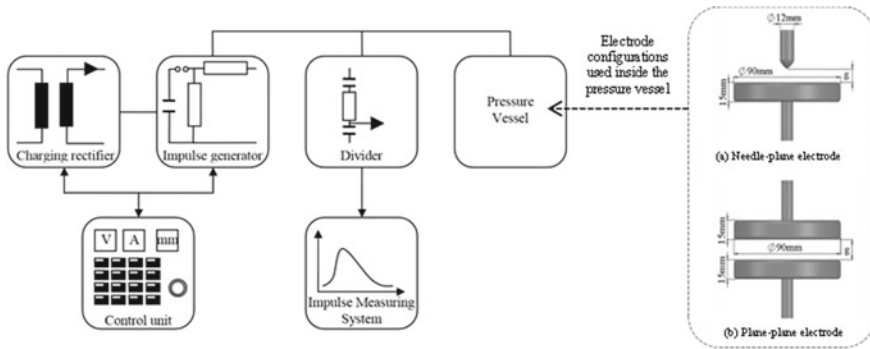 Charging rectifier
Impulse generator
Divider
Pressure
Vessel
Electrode
configurations
used inside the
pressure vessel
V A mm
Control unit
Impulse Measuring
System
Ø12mm
Ø90mm
15mm
(a) Needle-plane electrode
15mm
Ø90mm
15mm
(b) Plane-plane electrode